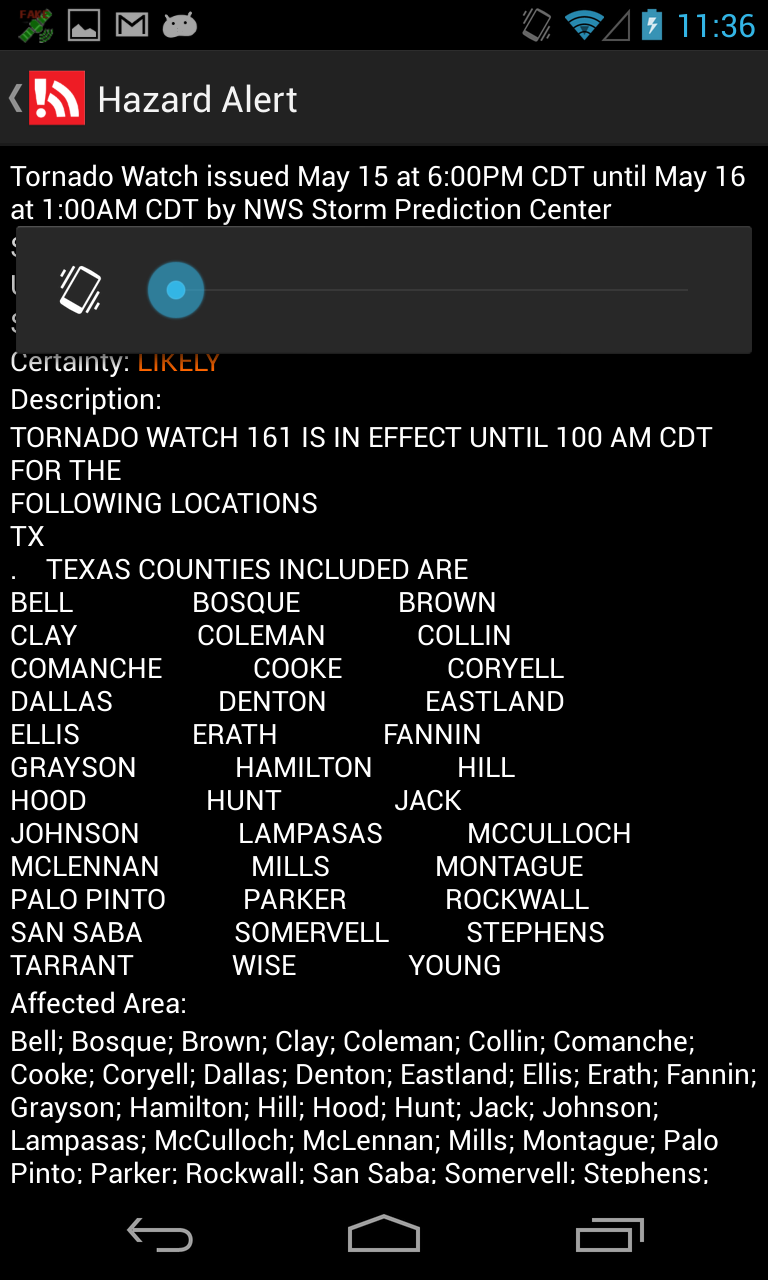 FAKE
11:36
Hazard Alert
Tornado Watch issued May 15 at 6:00PM CDT until May 16
at 1:00AM CDT by NWS Storm Prediction Center
Certainty: LIKELY
Description:
TORNADO WATCH 161 IS IN EFFECT UNTIL 100 AM CDT
FOR THE
FOLLOWING LOCATIONS
TX
. TEXAS COUNTIES INCLUDED ARE
BELL BOSQUE BROWN
CLAY COLEMAN COLLIN
COMANCHE COOKE CORYELL
DALLAS DENTON EASTLAND
ELLIS ERATH FANNIN
GRAYSON HAMILTON HILL
HOOD HUNT JACK
JOHNSON LAMPASAS MCCULLOCH
MCLENNAN MILLS MONTAGUE
PALO PINTO PARKER ROCKWALL
SAN SABA SOMERVELL STEPHENS
TARRANT WISE YOUNG
Affected Area:
Bell; Bosque; Brown; Clay; Coleman; Collin; Comanche;
Cooke; Coryell; Dallas; Denton; Eastland; Ellis; Erath; Fannin;
Grayson; Hamilton; Hill; Hood; Hunt; Jack; Johnson;
Lampasas; McCulloch; McLennan; Mills; Montague; Palo
Pinto; Parker; Rockwall; San Saba; Somervell; Stephens;